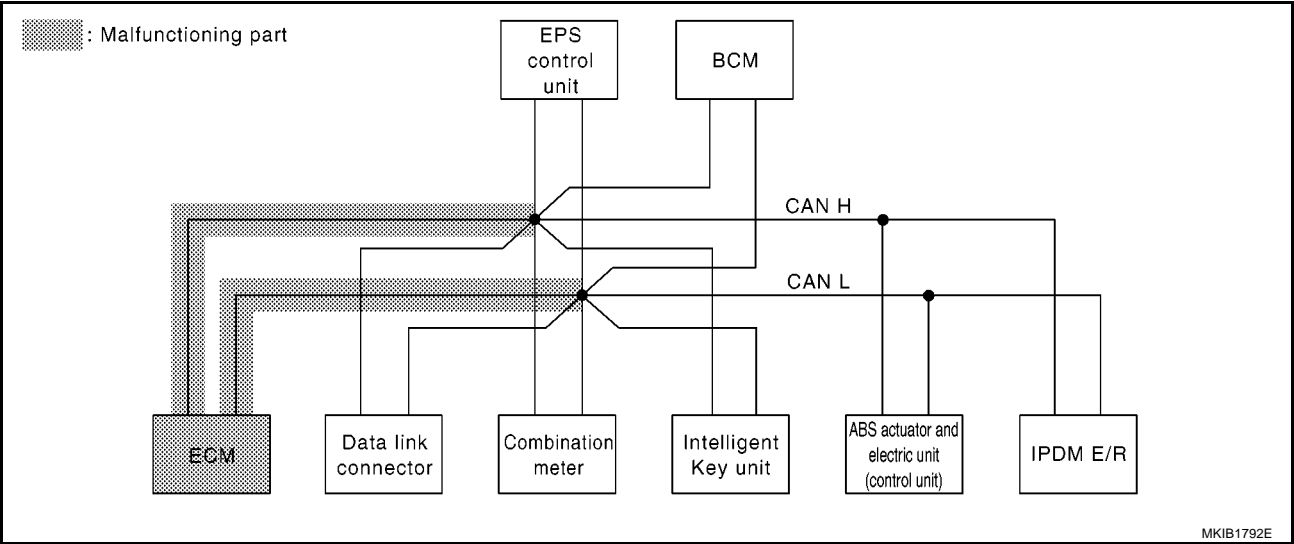 : Malfunctioning part
EPS
control
unit
BCM
CAN H
CAN L
ECM
Data link
connector
Combination
meter
Intelligent
Key unit
ABS actuator and
electric unit
(control unit)
IPDM E/R
MKIB1792E